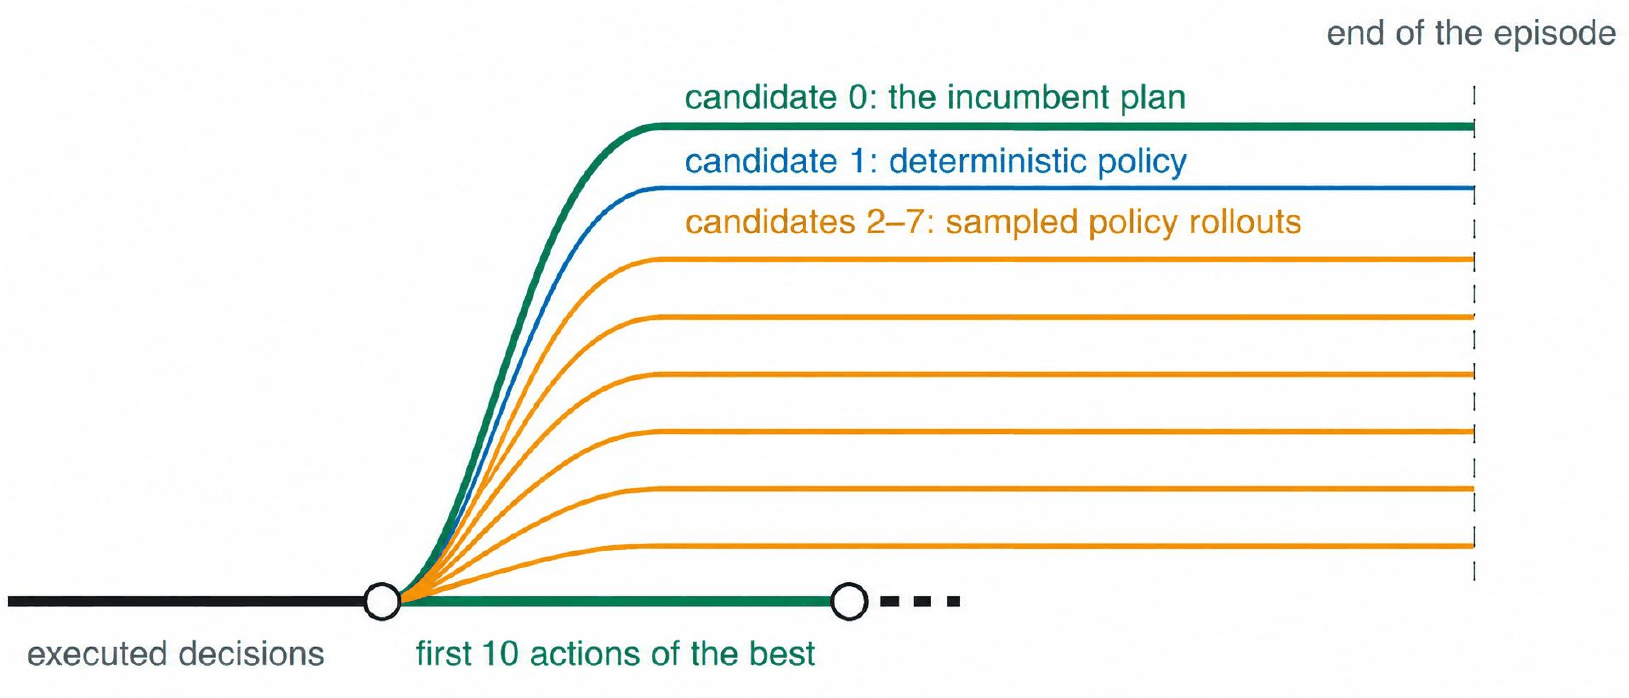 end of the episode
candidate 0: the incumbent plan
candidate 1: deterministic policy
candidates 2–7: sampled policy rollouts
executed decisions
first 10 actions of the best